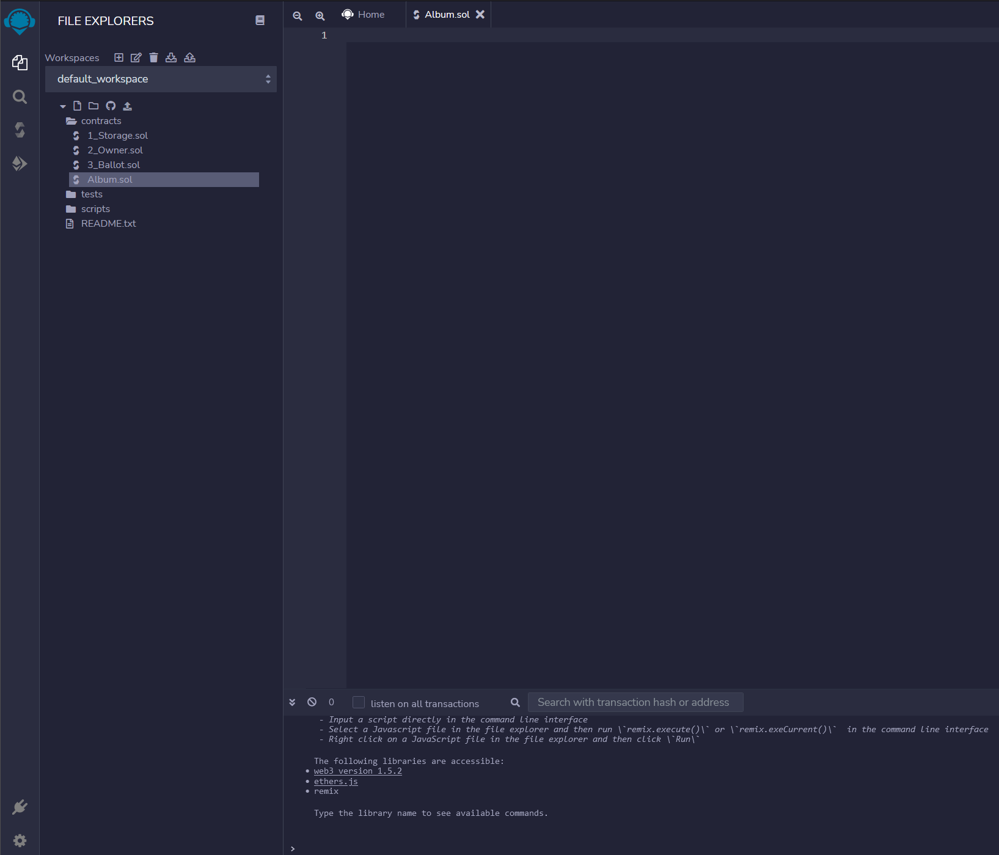 FILE EXPLORERS
Workspaces
default_workspace
contracts
1_Storage.sol
2_Owner.sol
3_Ballot.sol
Album.sol
tests
scripts
README.txt
Home
Album.sol
1
0
listen on all transactions
Search with transaction hash or address
- Input a script directly in the command line interface
- Select a Javascript file in the file explorer and then run \`remix.execute()\` or \`remix.exeCurrent()\` in the command line interface
- Right click on a JavaScript file in the file explorer and then click \`Run\`
The following libraries are accessible:
• web3 version 1.5.2
• ethers.js
• remix
Type the library name to see available commands.
>